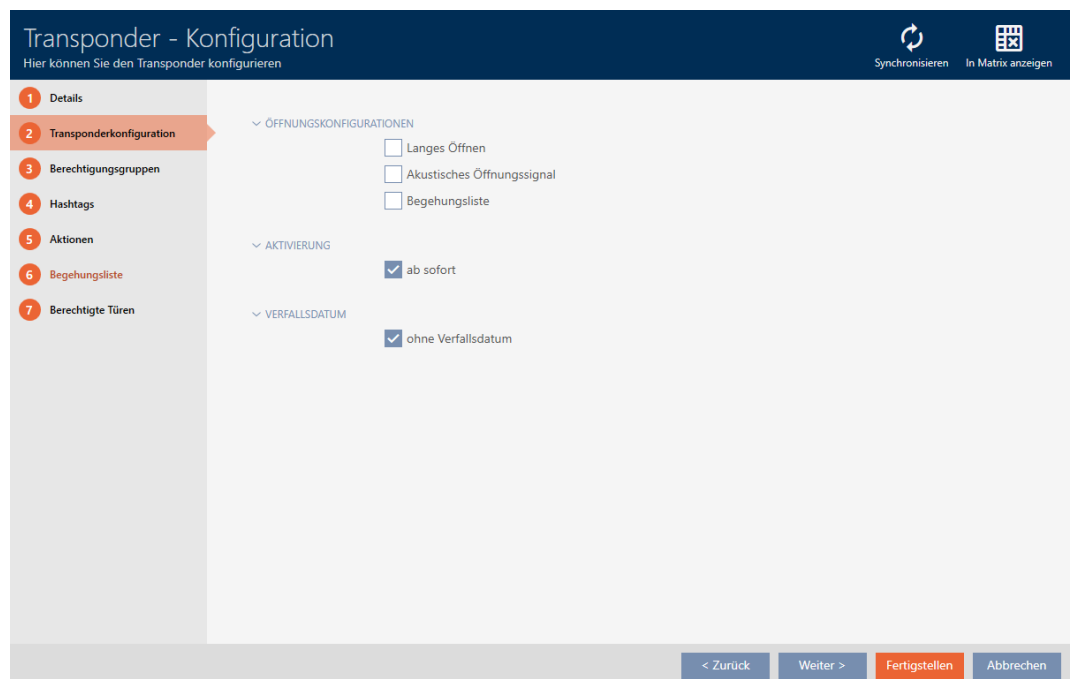 Transponder - Konfiguration
Hier können Sie den Transponder konfigurieren
Synchronisieren
In Matrix anzeigen
1 Details
2 Transponderkonfiguration
3 Berechtigungsgruppen
4 Hashtags
5 Aktionen
6 Begehungsliste
7 Berechtigte Türen
ÖFFNUNGSKONFIGURATIONEN
Langes Öffnen
Akustisches Öffnungssignal
Begehungsliste
AKTIVIERUNG
ab sofort
VERFALLSDATUM
ohne Verfallsdatum
< Zurück
Weiter >
Fertigstellen
Abbrechen